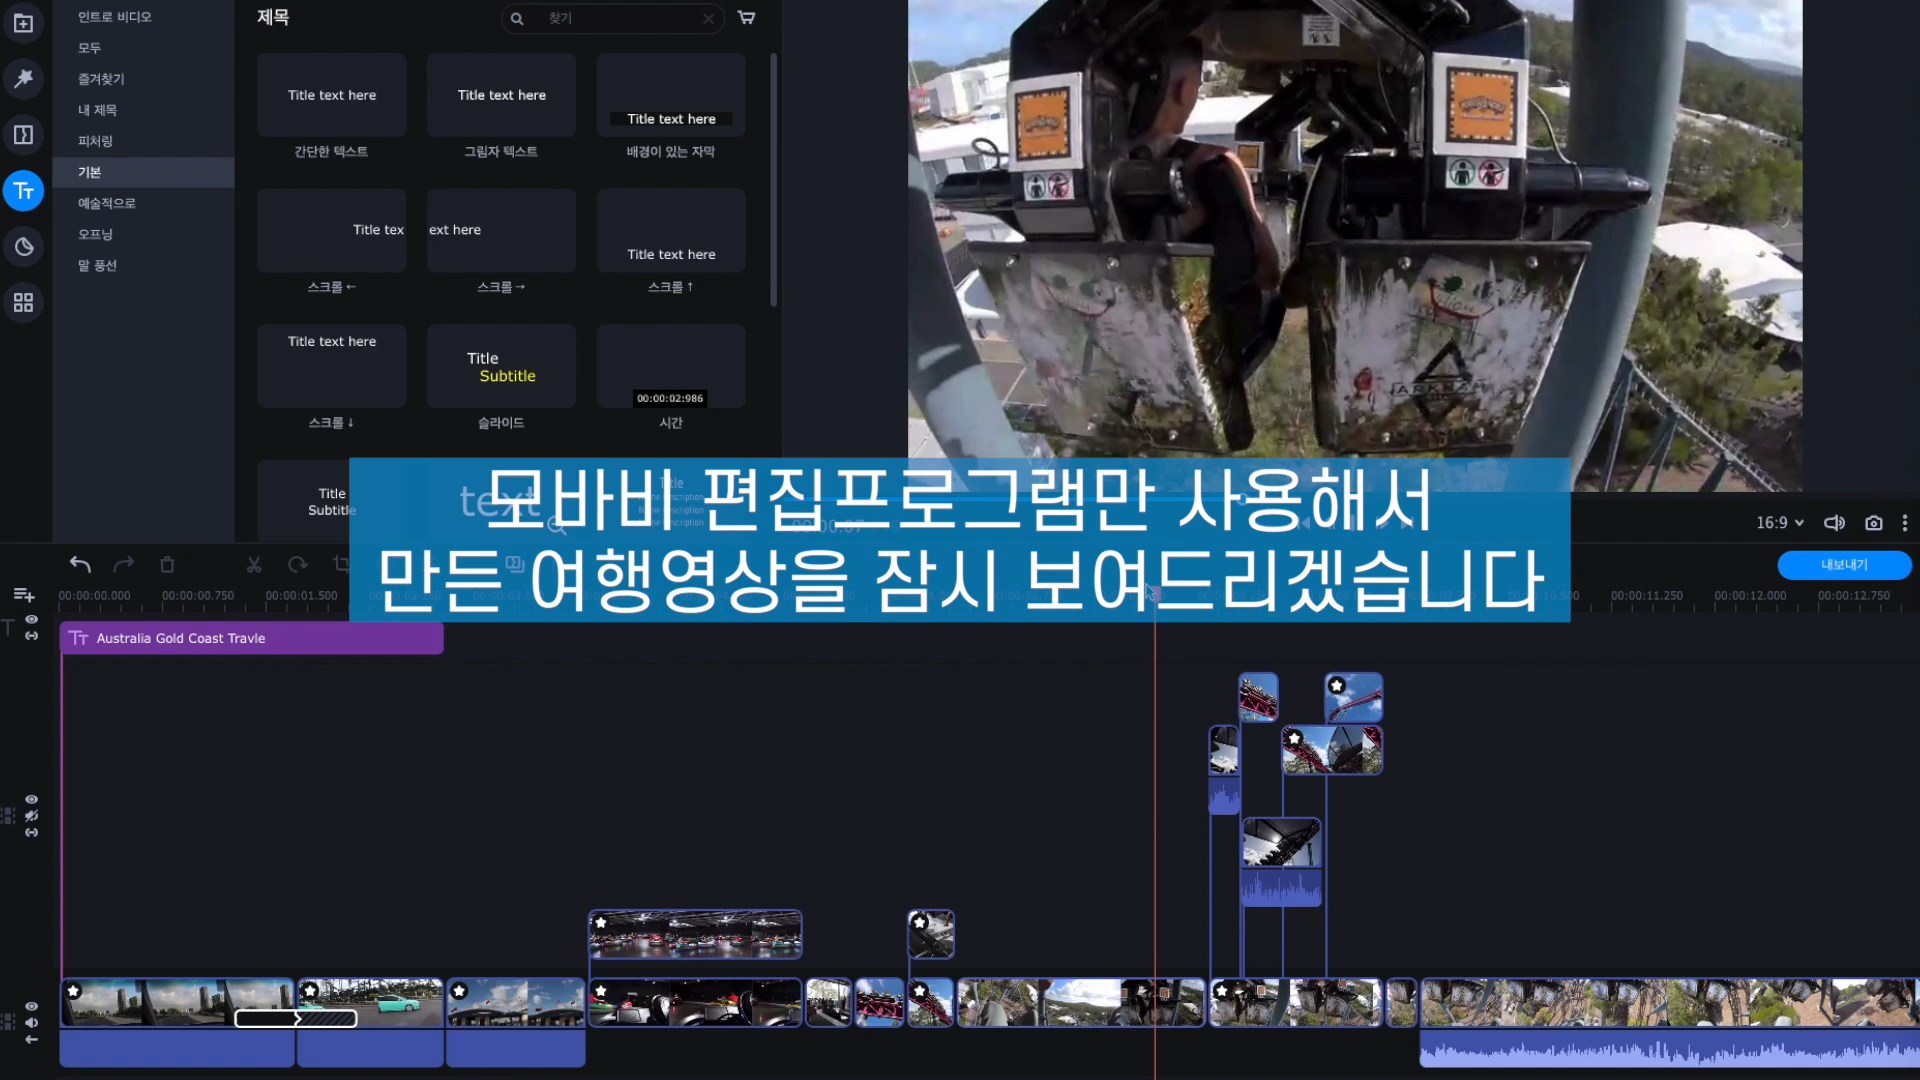 인트로 비디오
모두
즐겨찾기
내 제목
피처링
기본
예술적으로
오프닝
말 풍선
제목
찾기
Title text here
간단한 텍스트
Title text here
그림자 텍스트
Title text here
배경이 있는 자막
Title tex
스크롤 ←
ext here
스크롤 →
Title text here
스크롤 ↑
Title text here
스크롤 ↓
Title
Subtitle
슬라이드
00:00:02:986
시간
Title
Subtitle
text
Title
모바비 편집프로그램만 사용해서
만든 여행영상을 잠시 보여드리겠습니다
16:9
내보내기
00:00:00.000 00:00:00.750 00:00:01.500 00:00:11.250 00:00:12.000 00:00:12.750
Australia Gold Coast Travle
ARKHAM